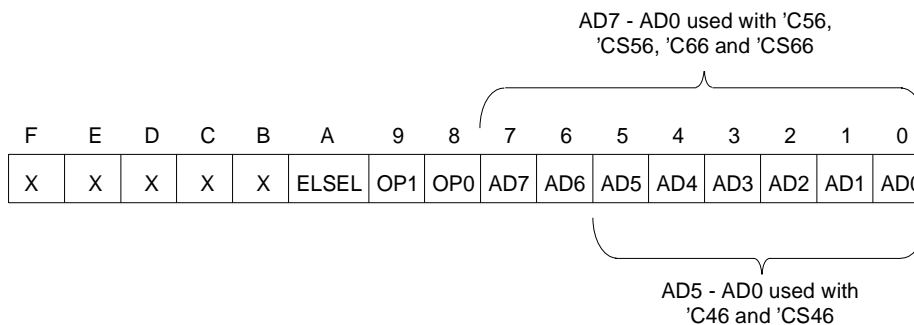 AD7 - AD0 used with ’C56,
’CS56, ’C66 and ’CS66
F E D C B A 9 8 7 6 5 4 3 2 1 0
X X X X X ELSEL OP1 OP0 AD7 AD6 AD5 AD4 AD3 AD2 AD1 AD0
AD5 - AD0 used with
’C46 and ’CS46